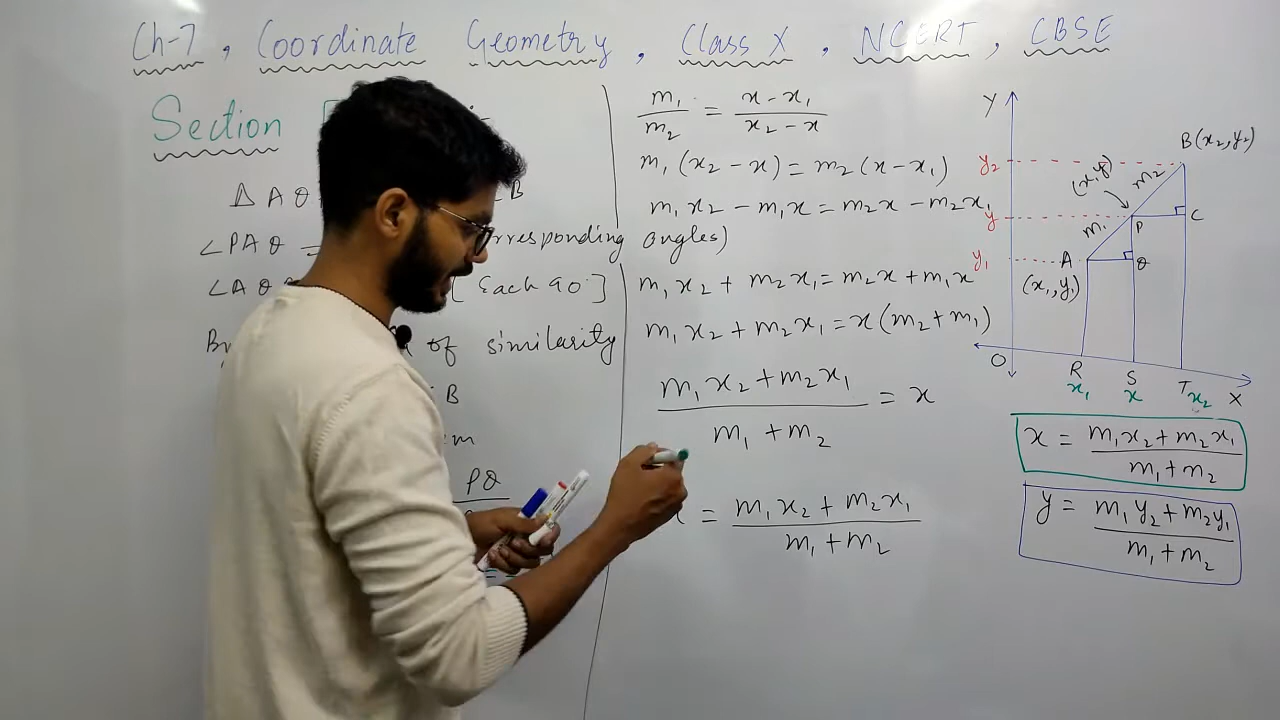 Ch-7, Coordinate Geometry, Class X, NCERT, CBSE
Section
Δ A Q
B
∠PAQ =
rresponding angles)
∠AQ
[Each 90°]
By
of similarity
B
PQ
m₁/m₂ = x-x₁/x₂-x
m₁(x₂-x) = m₂(x-x₁)
m₁x₂ - m₁x = m₂x - m₂x₁
m₁x₂ + m₂x₁ = m₂x + m₁x
m₁x₂ + m₂x₁ = x(m₂+m₁)
m₁x₂ + m₂x₁/m₁ + m₂ = x
= m₁x₂ + m₂x₁/m₁ + m₂
Y
B(x₂, y₂)
y₂
(x,y)
m₂
y
P
C
m₁
y₁
A
Q
(x₁, y₁)
O
R
S
T
X
x₁
x
x₂
x = m₁x₂ + m₂x₁/m₁ + m₂
y = m₁y₂ + m₂y₁/m₁ + m₂